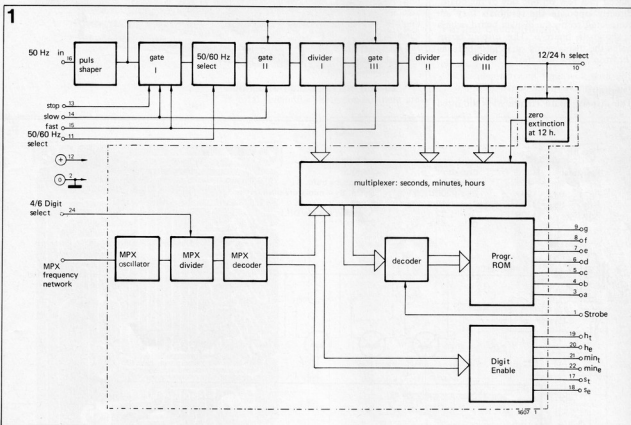 1
50 Hz in
16
puls
shaper
gate
I
50/60 Hz
select
gate
II
divider
I
gate
III
divider
II
divider
III
12/24 h select
10
stop 13
slow 14
fast 15
50/60 Hz 11
select
zero
extinction
at 12 h.
+ 12
0 2
multiplexer: seconds, minutes, hours
4/6 Digit
select 24
MPX
oscillator
MPX
divider
MPX
decoder
MPX
frequency
network
decoder
Progr.
ROM
9 g
8 f
7 e
6 d
5 c
4 b
3 a
1 Strobe
Digit
Enable
19 ht
20 he
21 mint
22 mine
17 st
18 se
1607 1